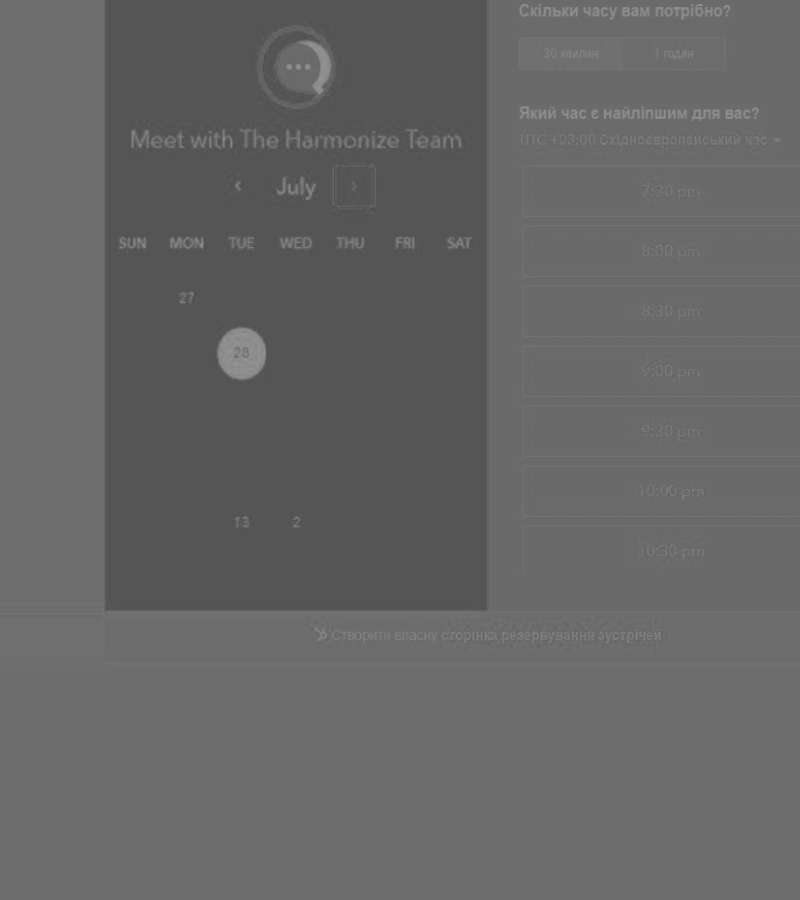 Meet with The Harmonize Team
July
SUN MON TUE WED THU FRI SAT
27
28
13 2
Скільки часу вам потрібно?
30 хвилин 1 годин
Який час є найліпшим для вас?
UTC +03:00 Східноєвропейський час
7:30 pm
8:00 pm
8:30 pm
9:00 pm
9:30 pm
10:00 pm
10:30 pm
Створити власну сторінка резервування зустрічей